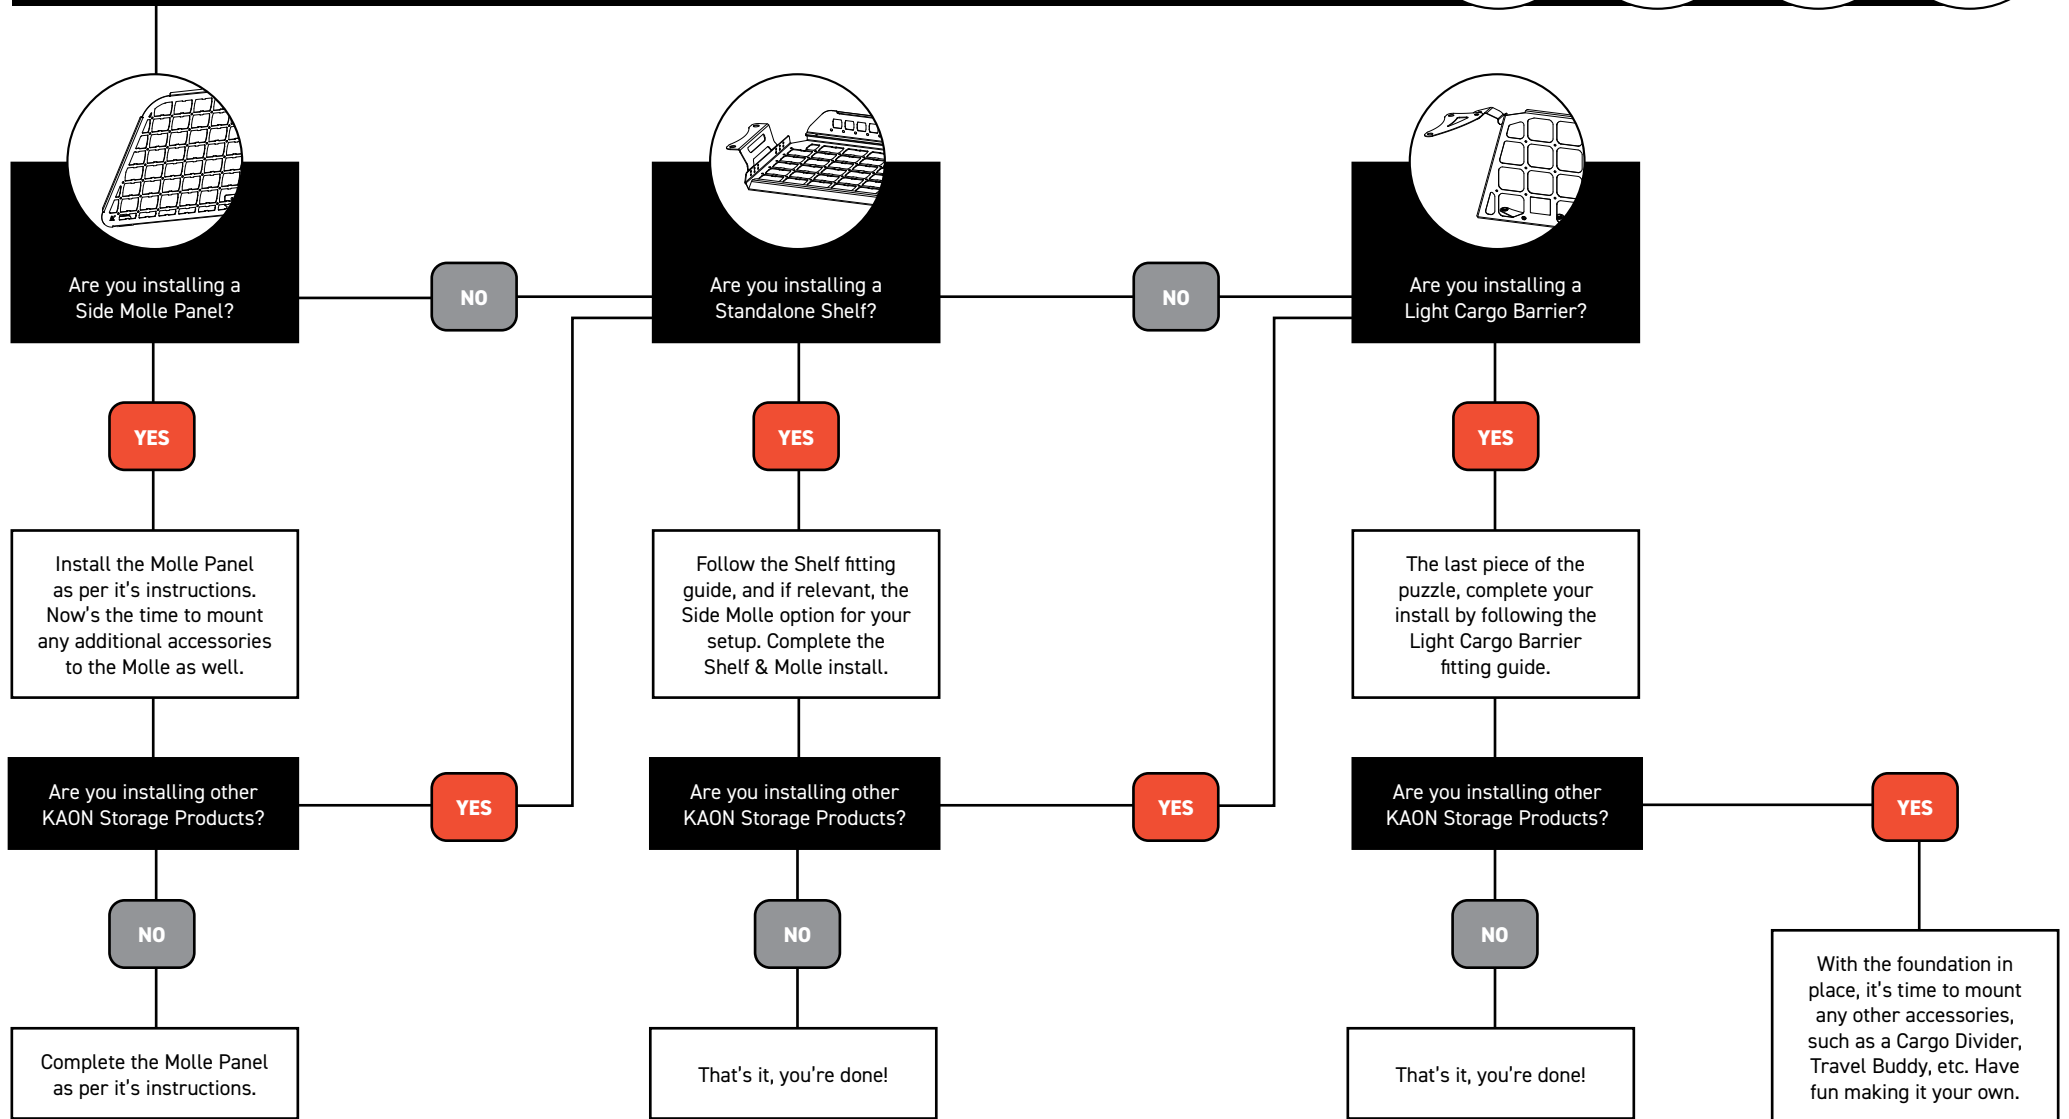 Are you installing a
Side Molle Panel?
NO
Are you installing a
Standalone Shelf?
NO
Are you installing a
Light Cargo Barrier?
YES
YES
YES
Install the Molle Panel
as per it's instructions.
Now's the time to mount
any additional accessories
to the Molle as well.
Follow the Shelf fitting
guide, and if relevant, the
Side Molle option for your
setup. Complete the
Shelf & Molle install.
The last piece of the
puzzle, complete your
install by following the
Light Cargo Barrier
fitting guide.
Are you installing other
KAON Storage Products?
YES
Are you installing other
KAON Storage Products?
YES
Are you installing other
KAON Storage Products?
YES
NO
NO
NO
Complete the Molle Panel
as per it's instructions.
That's it, you're done!
That's it, you're done!
With the foundation in
place, it's time to mount
any other accessories,
such as a Cargo Divider,
Travel Buddy, etc. Have
fun making it your own.